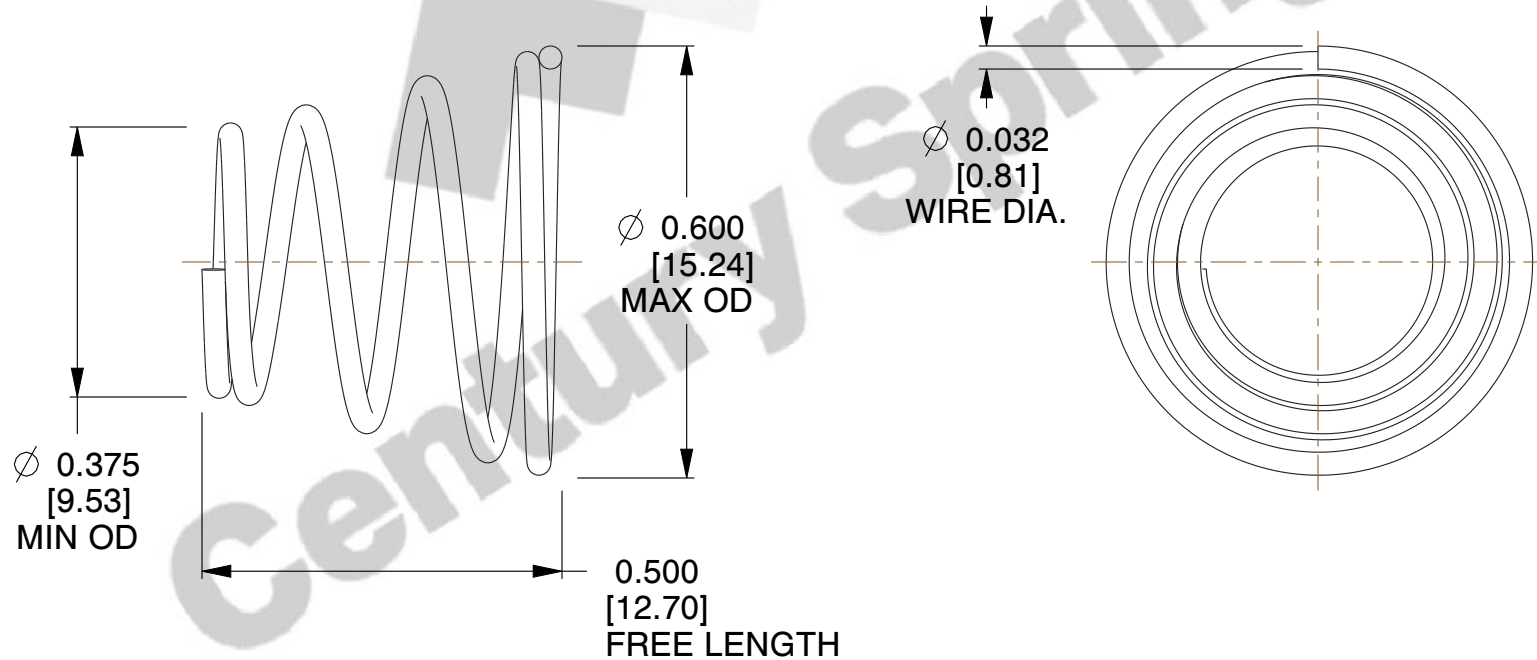 Century Spring
Ø 0.032
[0.81]
WIRE DIA.
Ø 0.600
[15.24]
MAX OD
Ø 0.375
[9.53]
MIN OD
0.500
[12.70]
FREE LENGTH